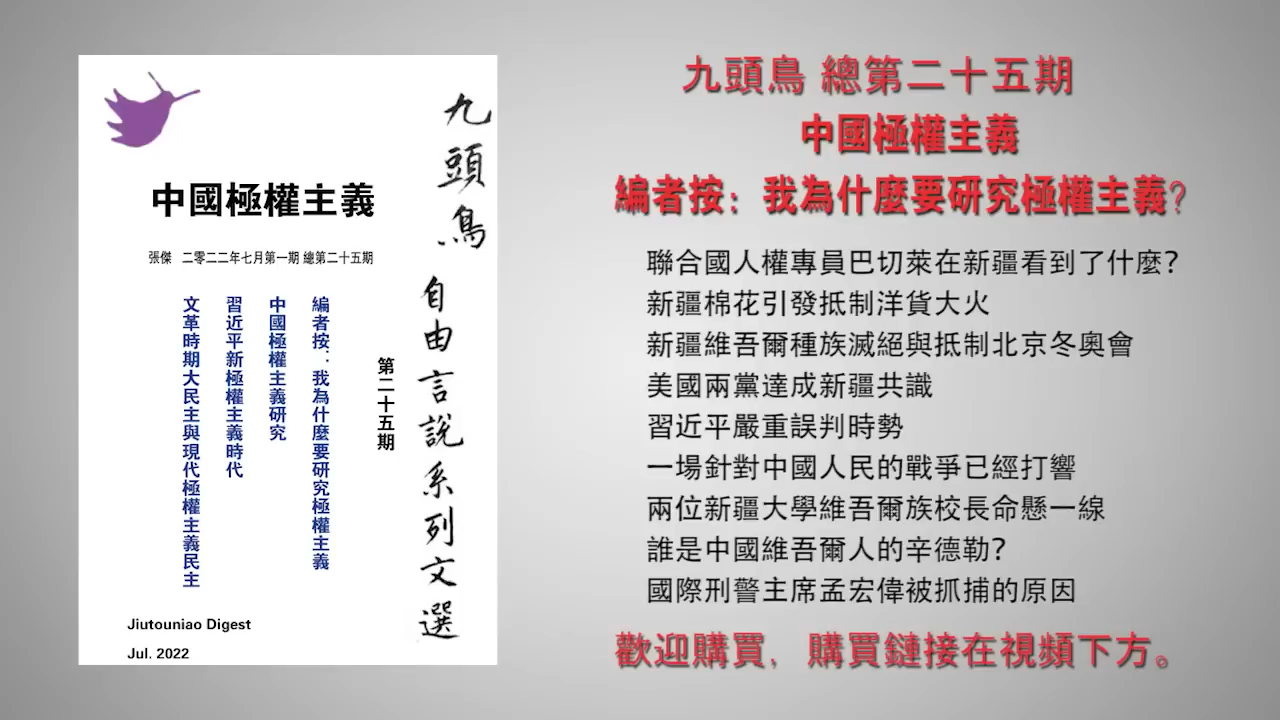 九頭鳥
自由言說系列文選
第二十五期
中國極權主義
張傑 二零二二年七月第一期 總第二十五期
編者按：我為什麼要研究極權主義
中國極權主義研究
習近平新極權主義時代
文革時期大民主與現代極權主義民主
Jiutouniao Digest
Jul. 2022
九頭鳥 總第二十五期
中國極權主義
編者按：我為什麼要研究極權主義?
聯合國人權專員巴切萊在新疆看到了什麼?
新疆棉花引發抵制洋貨大火
新疆維吾爾種族滅絕與抵制北京冬奧會
美國兩黨達成新疆共識
習近平嚴重誤判時勢
一場針對中國人民的戰爭已經打響
兩位新疆大學維吾爾族校長命懸一線
誰是中國維吾爾人的辛德勒?
國際刑警主席孟宏偉被抓捕的原因
歡迎購買，購買鏈接在視頻下方。